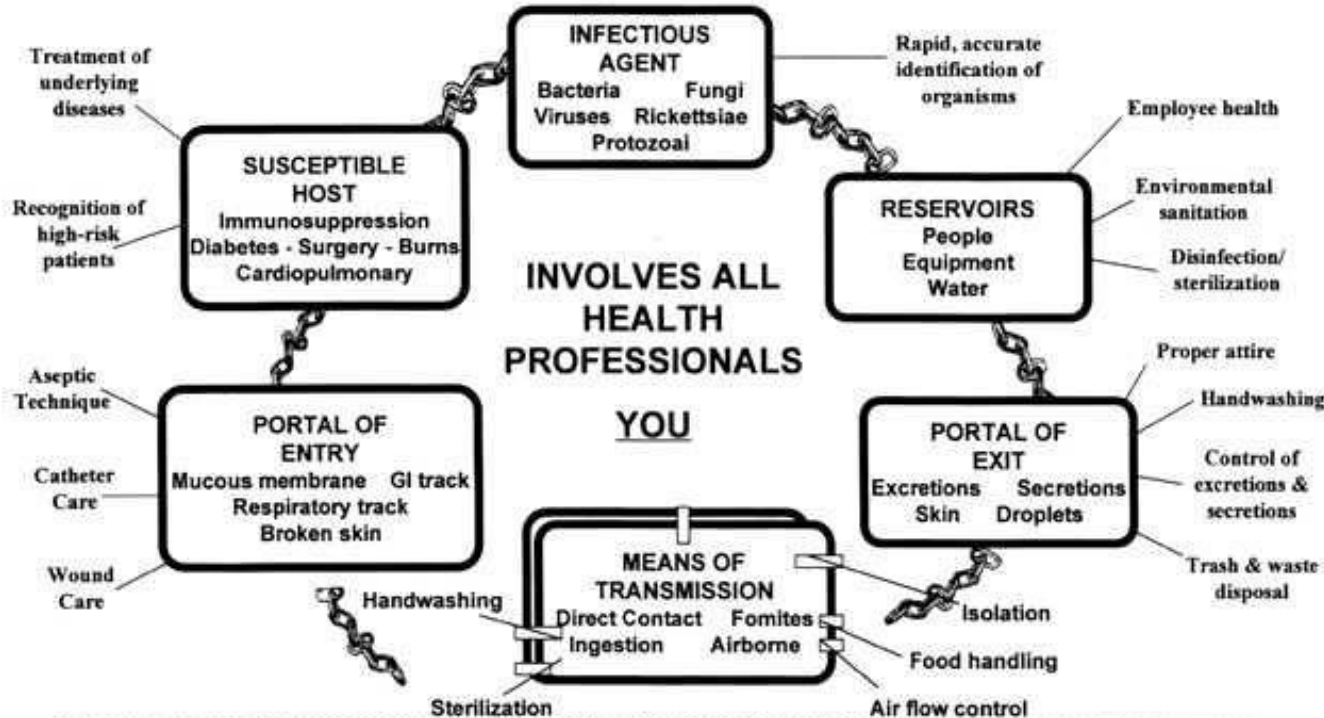 INFECTIOUS
AGENT
Bacteria Fungi
Viruses Rickettsiae
Protozoai
Rapid, accurate
identification of
organisms
Treatment of
underlying
diseases
SUSCEPTIBLE
HOST
Immunosuppression
Diabetes - Surgery - Burns
Cardiopulmonary
Recognition of
high-risk
patients
Employee health
Environmental
sanitation
Disinfection/
sterilization
RESERVOIRS
People
Equipment
Water
INVOLVES ALL
HEALTH
PROFESSIONALS
YOU
Aseptic
Technique
Catheter
Care
Wound
Care
PORTAL OF
ENTRY
Mucous membrane GI track
Respiratory track
Broken skin
Proper attire
Handwashing
Control of
excretions &
secretions
Trash & waste
disposal
PORTAL OF
EXIT
Excretions Secretions
Skin Droplets
MEANS OF
TRANSMISSION
Direct Contact Fomites
Ingestion Airborne
Handwashing
Sterilization
Isolation
Food handling
Air flow control